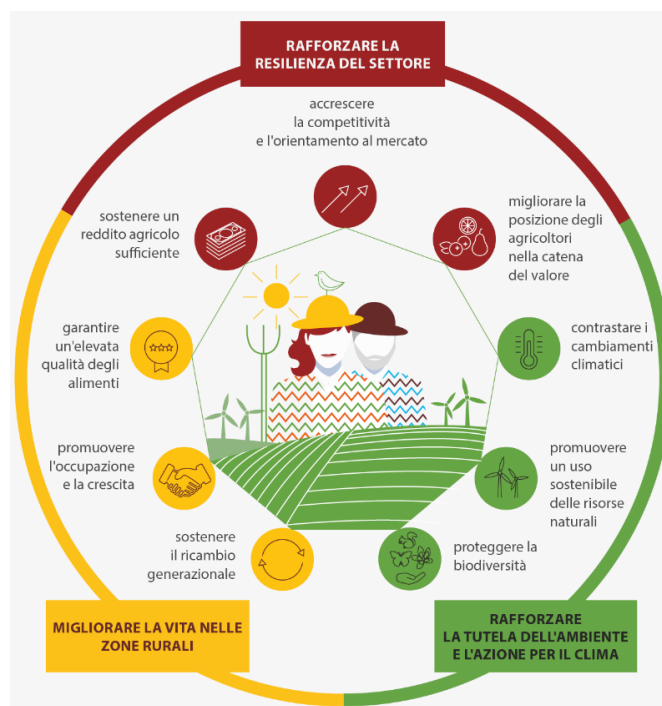 RAFFORZARE LA
RESILIENZA DEL SETTORE
accrescere
la competitività
e l'orientamento al mercato
sostenere un
reddito agricolo
sufficiente
migliorare la
posizione degli
agricoltori
nella catena
del valore
garantire
un'elevata
qualità degli
alimenti
contrastare i
cambiamenti
climatici
promuovere
l'occupazione
e la crescita
promuovere
un uso
sostenibile
delle risorse
naturali
sostenere
il ricambio
generazionale
proteggere la
biodiversità
MIGLIORARE LA VITA NELLE
ZONE RURALI
RAFFORZARE
LA TUTELA DELL'AMBIENTE
E L'AZIONE PER IL CLIMA